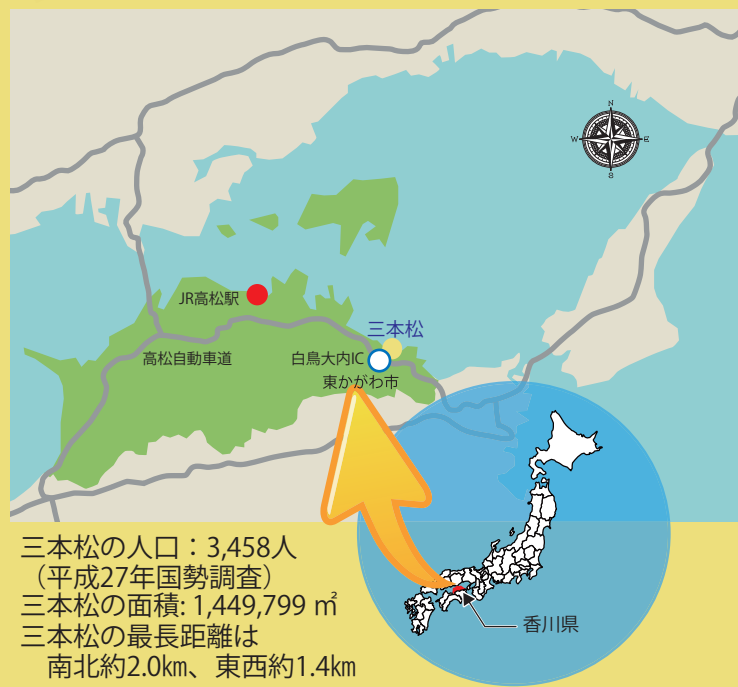 N
W
E
S
JR高松駅
三本松
高松自動車道
白鳥大内IC
東かがわ市
三本松の人口：3,458人
（平成27年国勢調査）
三本松の面積: 1,449,799 ㎡
三本松の最長距離は
南北約2.0㎞、東西約1.4㎞
香川県